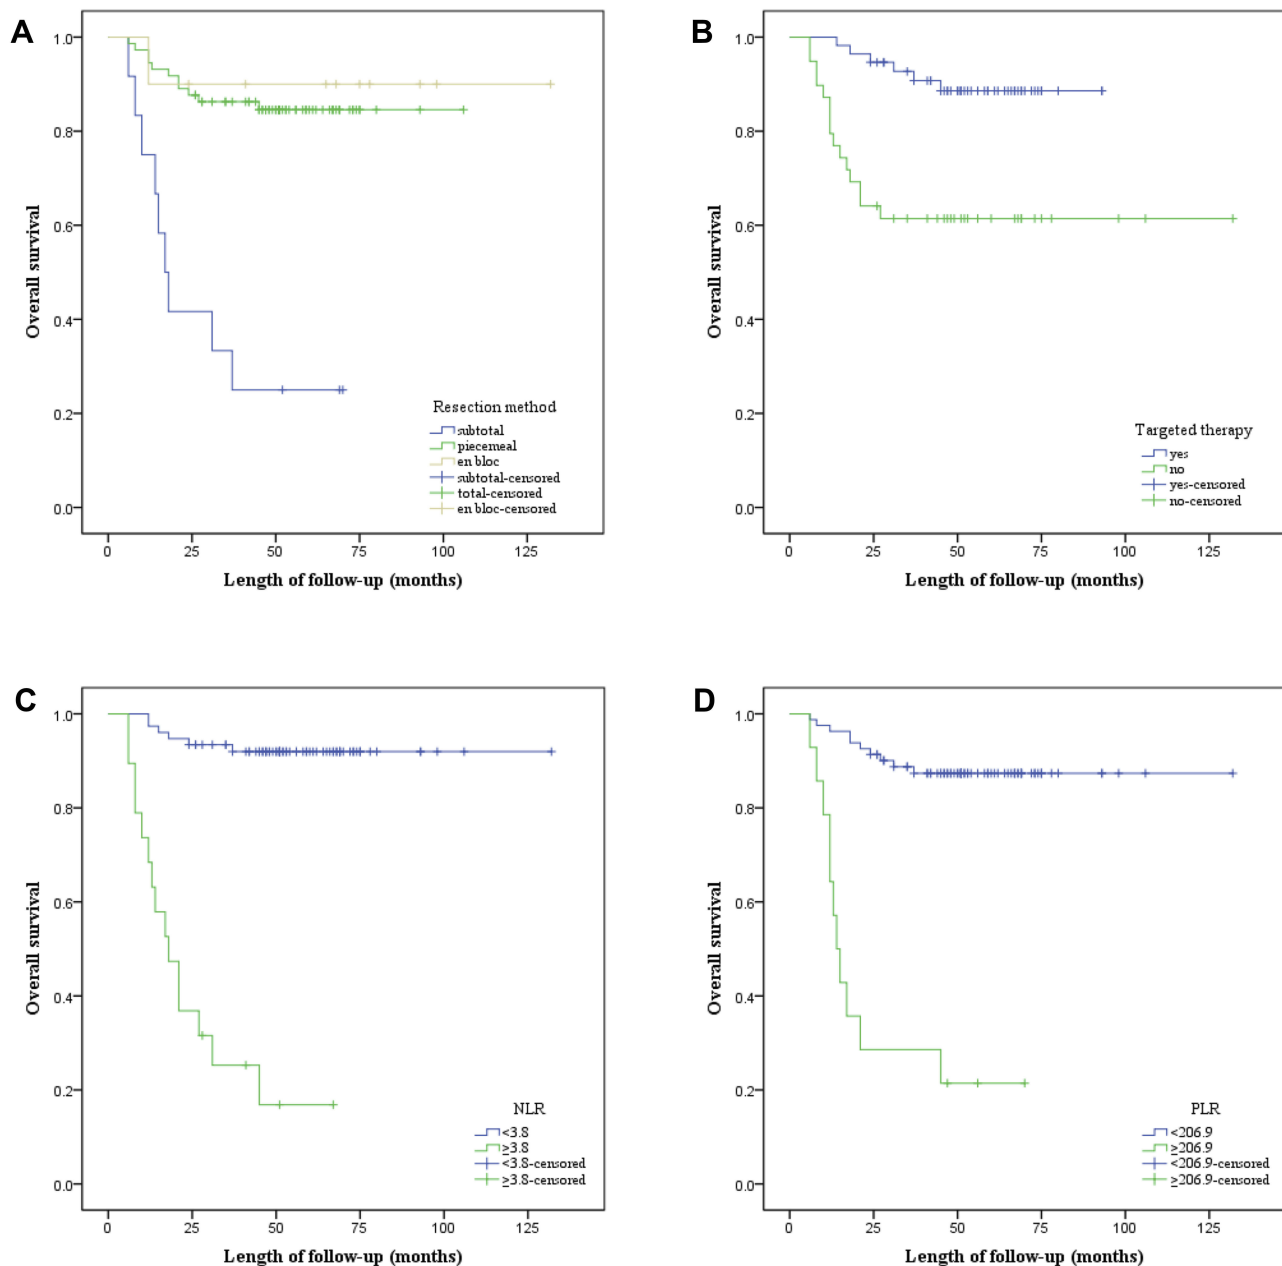 A
1.0
0.8
0.6
0.4
0.2
0.0
Overall survival
Resection method
subtotal
piecemeal
en bloc
subtotal-censored
total-censored
en bloc-censored
0 25 50 75 100 125
Length of follow-up (months)
B
1.0
0.8
0.6
0.4
0.2
0.0
Overall survival
Targeted therapy
yes
no
yes-censored
no-censored
0 25 50 75 100 125
Length of follow-up (months)
C
1.0
0.8
0.6
0.4
0.2
0.0
Overall survival
NLR
<3.8
≥3.8
<3.8-censored
≥3.8-censored
0 25 50 75 100 125
Length of follow-up (months)
D
1.0
0.8
0.6
0.4
0.2
0.0
Overall survival
PLR
<206.9
≥206.9
<206.9-censored
≥206.9-censored
0 25 50 75 100 125
Length of follow-up (months)